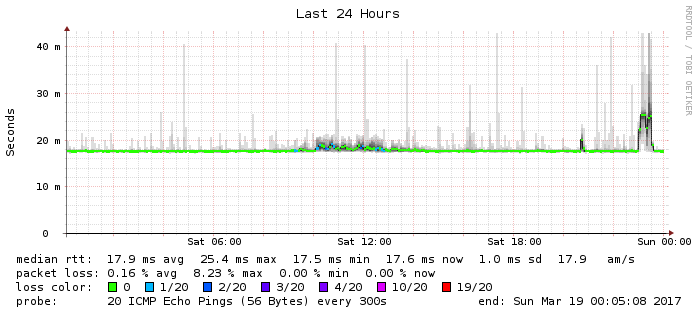 Last 24 Hours
RRDTOOL / TOBI OETIKER
Seconds
40 m
30 m
20 m
10 m
0
Sat 06:00 Sat 12:00 Sat 18:00 Sun 00:00
median rtt: 17.9 ms avg 25.4 ms max 17.5 ms min 17.6 ms now 1.0 ms sd 17.9 am/s
packet loss: 0.16 % avg 8.23 % max 0.00 % min 0.00 % now
loss color: 0 1/20 2/20 3/20 4/20 10/20 19/20
probe: 20 ICMP Echo Pings (56 Bytes) every 300s end: Sun Mar 19 00:05:08 2017